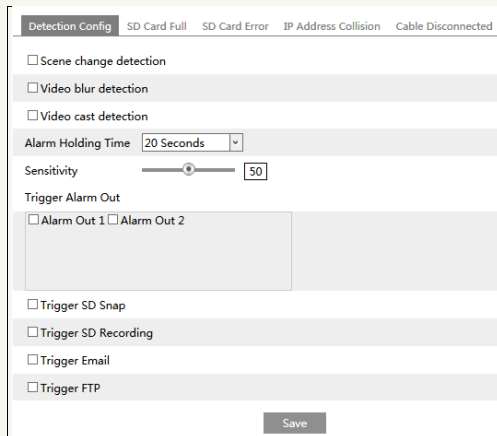 Detection Config SD Card Full SD Card Error IP Address Collision Cable Disconnected
Scene change detection
Video blur detection
Video cast detection
Alarm Holding Time 20 Seconds
Sensitivity 50
Trigger Alarm Out
Alarm Out 1 Alarm Out 2
Trigger SD Snap
Trigger SD Recording
Trigger Email
Trigger FTP
Save